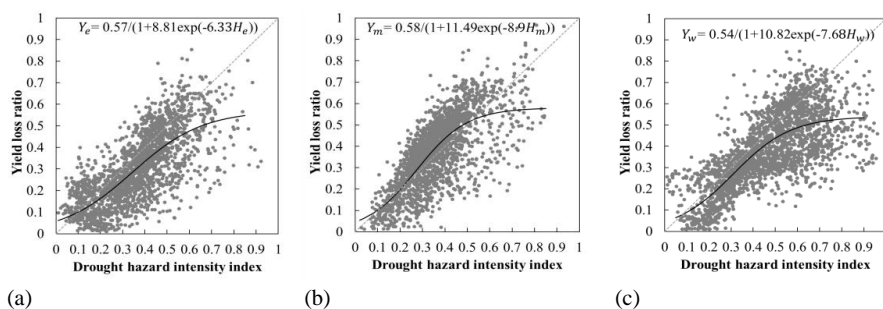 Y_e = 0.57/(1+8.81exp(-6.33H_e))
1
0.9
0.8
0.7
0.6
0.5
0.4
0.3
0.2
0.1
0
Yield loss ratio
0 0.1 0.2 0.3 0.4 0.5 0.6 0.7 0.8 0.9 1
Drought hazard intensity index
(a)
Y_m = 0.58/(1+11.49exp(-8.9H_m))
1
0.9
0.8
0.7
0.6
0.5
0.4
0.3
0.2
0.1
0
Yield loss ratio
0 0.1 0.2 0.3 0.4 0.5 0.6 0.7 0.8 0.9 1
Drought hazard intensity index
(b)
Y_w = 0.54/(1+10.82exp(-7.68H_w))
1
0.9
0.8
0.7
0.6
0.5
0.4
0.3
0.2
0.1
0
Yield loss ratio
0 0.1 0.2 0.3 0.4 0.5 0.6 0.7 0.8 0.9 1
Drought hazard intensity index
(c)